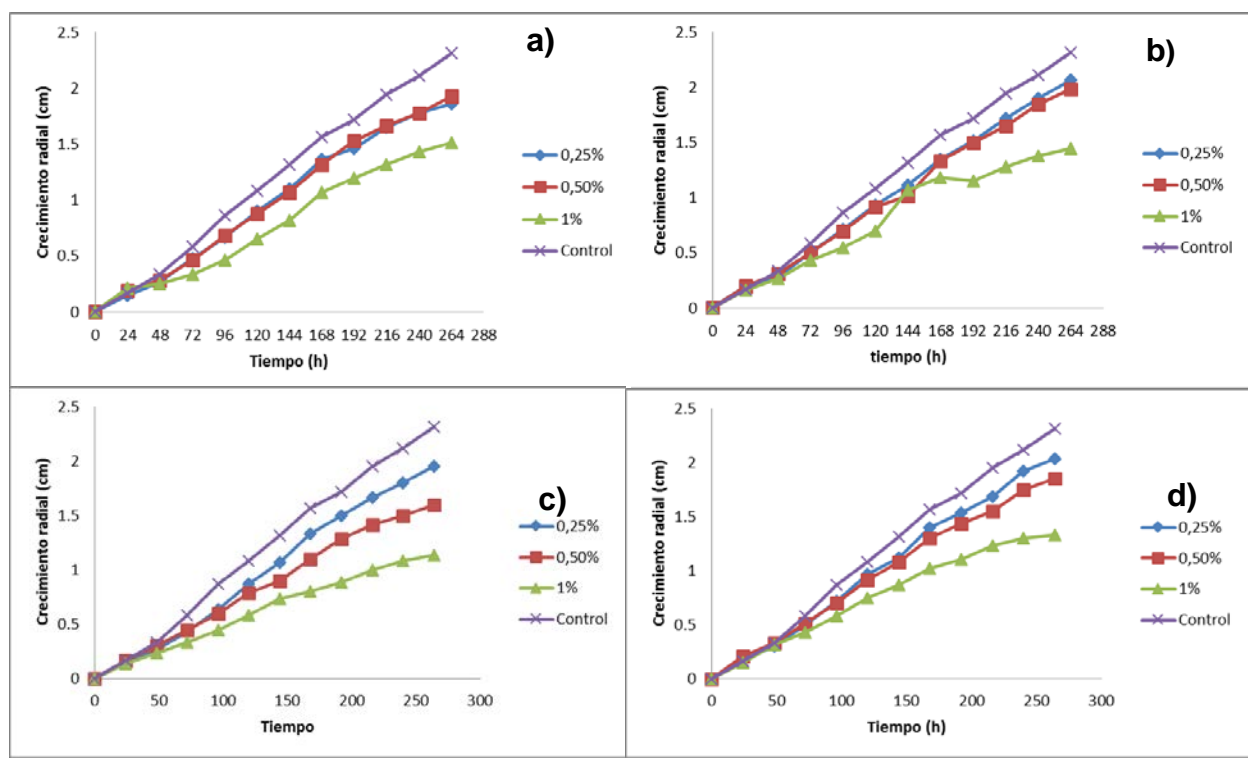 a)
Crecimiento radial (cm)
2.5
2
1.5
1
0.5
0
0 24 48 72 96 120 144 168 192 216 240 264 288
Tiempo (h)
0,25%
0,50%
1%
Control
b)
Crecimiento radial (cm)
2.5
2
1.5
1
0.5
0
0 24 48 72 96 120 144 168 192 216 240 264 288
tiempo (h)
0,25%
0,50%
1%
Control
c)
Crecimiento radial (cm)
2.5
2
1.5
1
0.5
0
0 50 100 150 200 250 300
Tiempo
0,25%
0,50%
1%
Control
d)
Crecimiento radial (cm)
2.5
2
1.5
1
0.5
0
0 50 100 150 200 250 300
Tiempo (h)
0,25%
0,50%
1%
Control